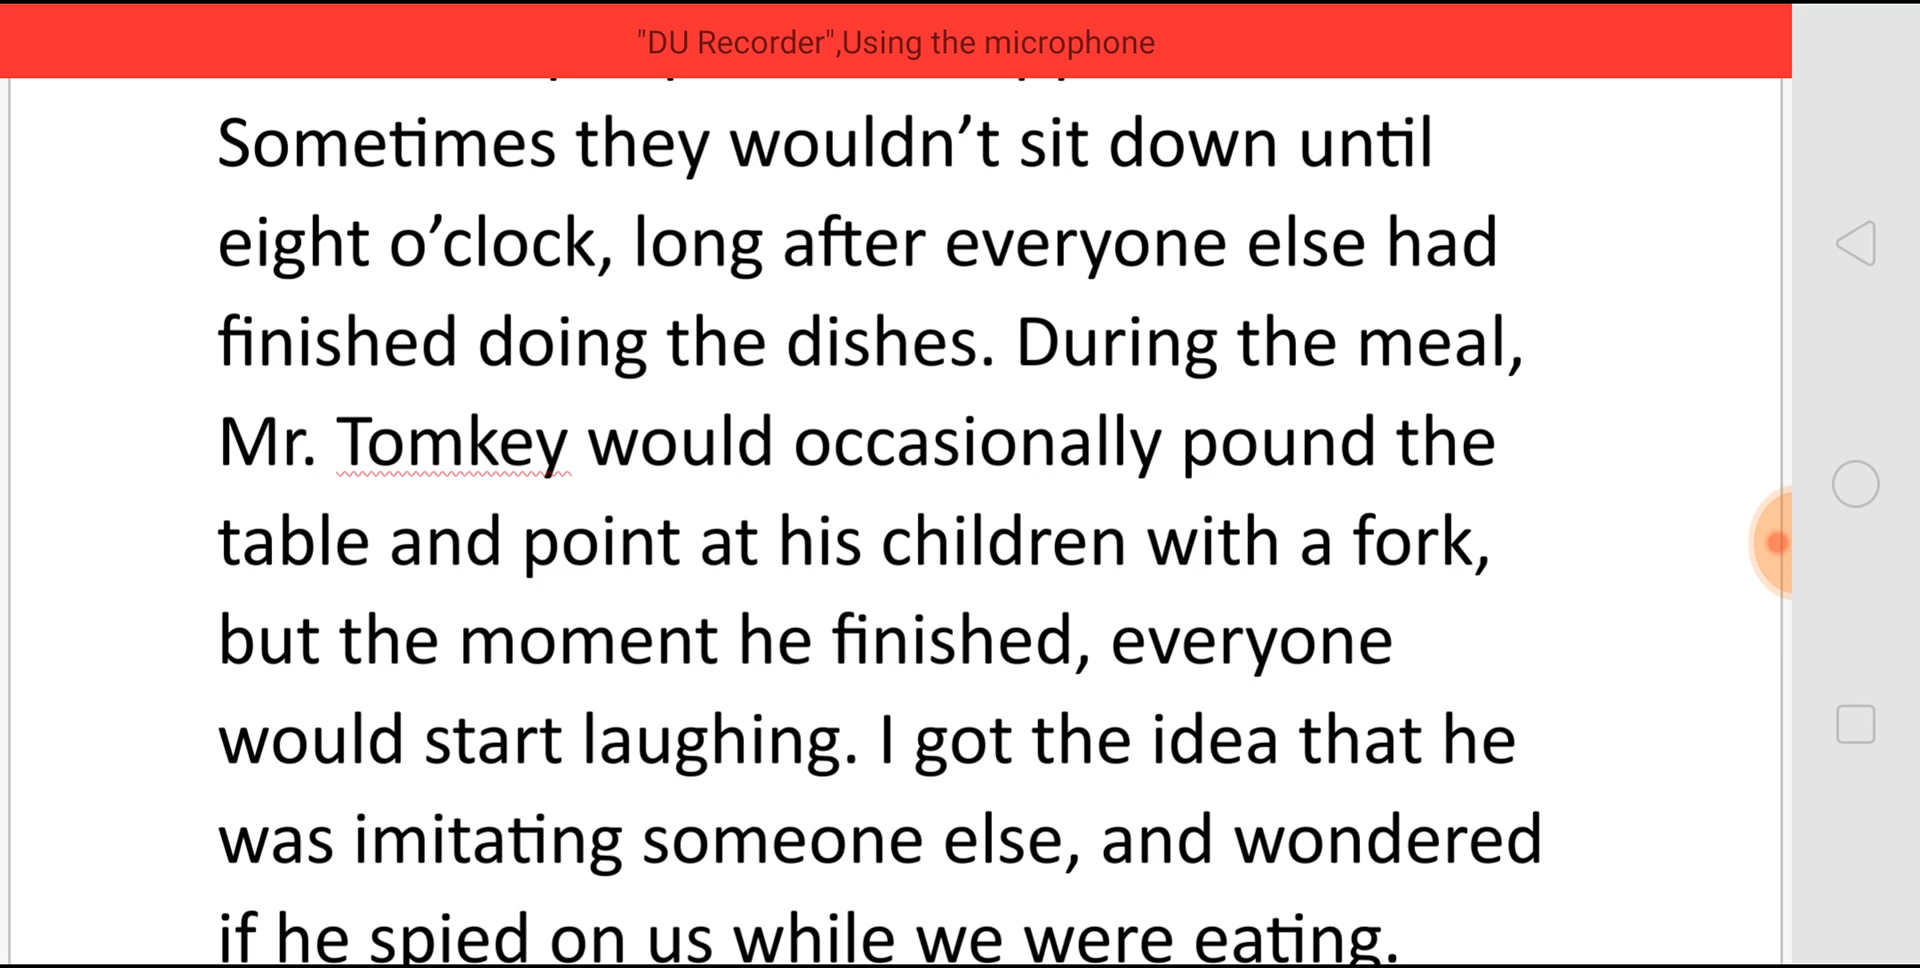 "DU Recorder",Using the microphone
Sometimes they wouldn’t sit down until
eight o’clock, long after everyone else had
finished doing the dishes. During the meal,
Mr. Tomkey would occasionally pound the
table and point at his children with a fork,
but the moment he finished, everyone
would start laughing. I got the idea that he
was imitating someone else, and wondered
if he spied on us while we were eating.